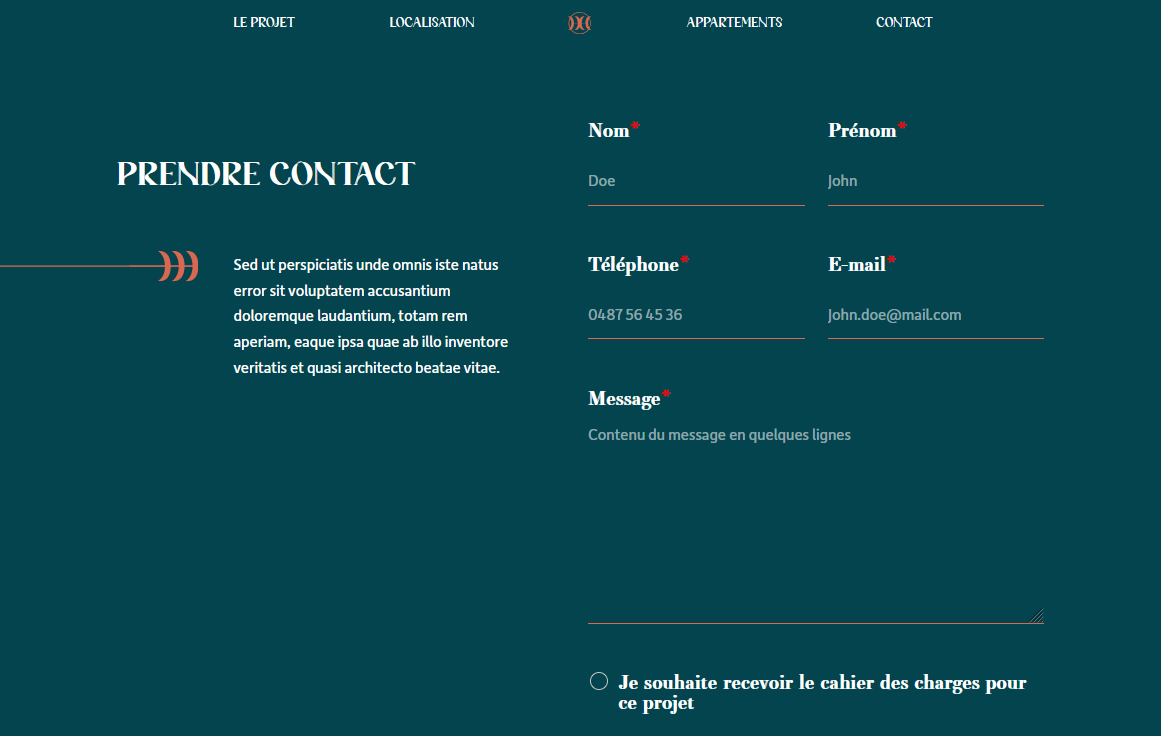 LE PROJET LOCALISATION APPARTEMENTS CONTACT
PRENDRE CONTACT
Sed ut perspiciatis unde omnis iste natus
error sit voluptatem accusantium
doloremque laudantium, totam rem
aperiam, eaque ipsa quae ab illo inventore
veritatis et quasi architecto beatae vitae.
Nom* Prénom*
Doe John
Téléphone* E-mail*
0487 56 45 36 John.doe@mail.com
Message*
Contenu du message en quelques lignes
Je souhaite recevoir le cahier des charges pour
ce projet